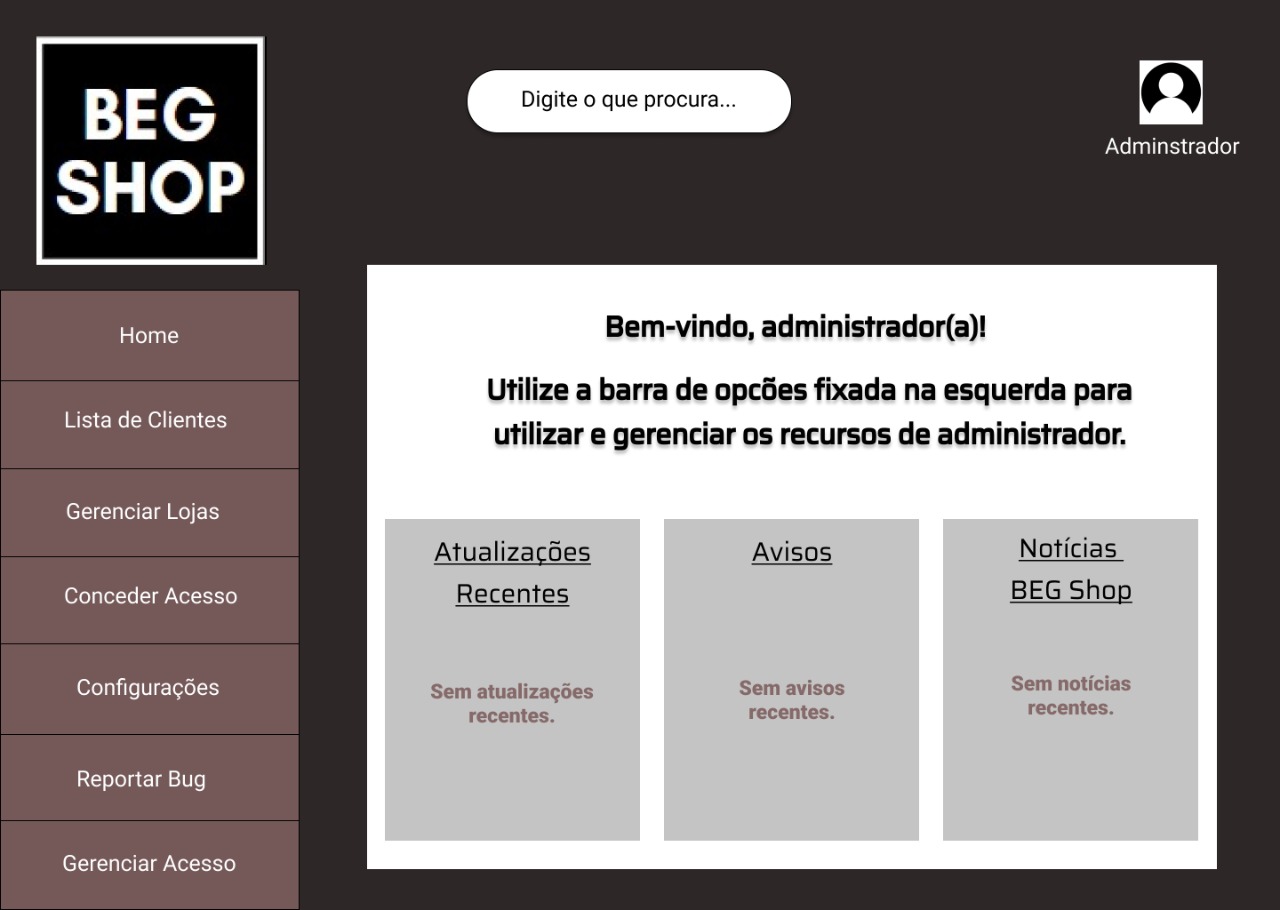 BEG
SHOP
Digite o que procura...
Adminstrador
Home
Lista de Clientes
Gerenciar Lojas
Conceder Acesso
Configurações
Reportar Bug
Gerenciar Acesso
Bem-vindo, administrador(a)!
Utilize a barra de opcões fixada na esquerda para
utilizar e gerenciar os recursos de administrador.
Atualizações
Recentes
Sem atualizações
recentes.
Avisos
Sem avisos
recentes.
Notícias
BEG Shop
Sem notícias
recentes.